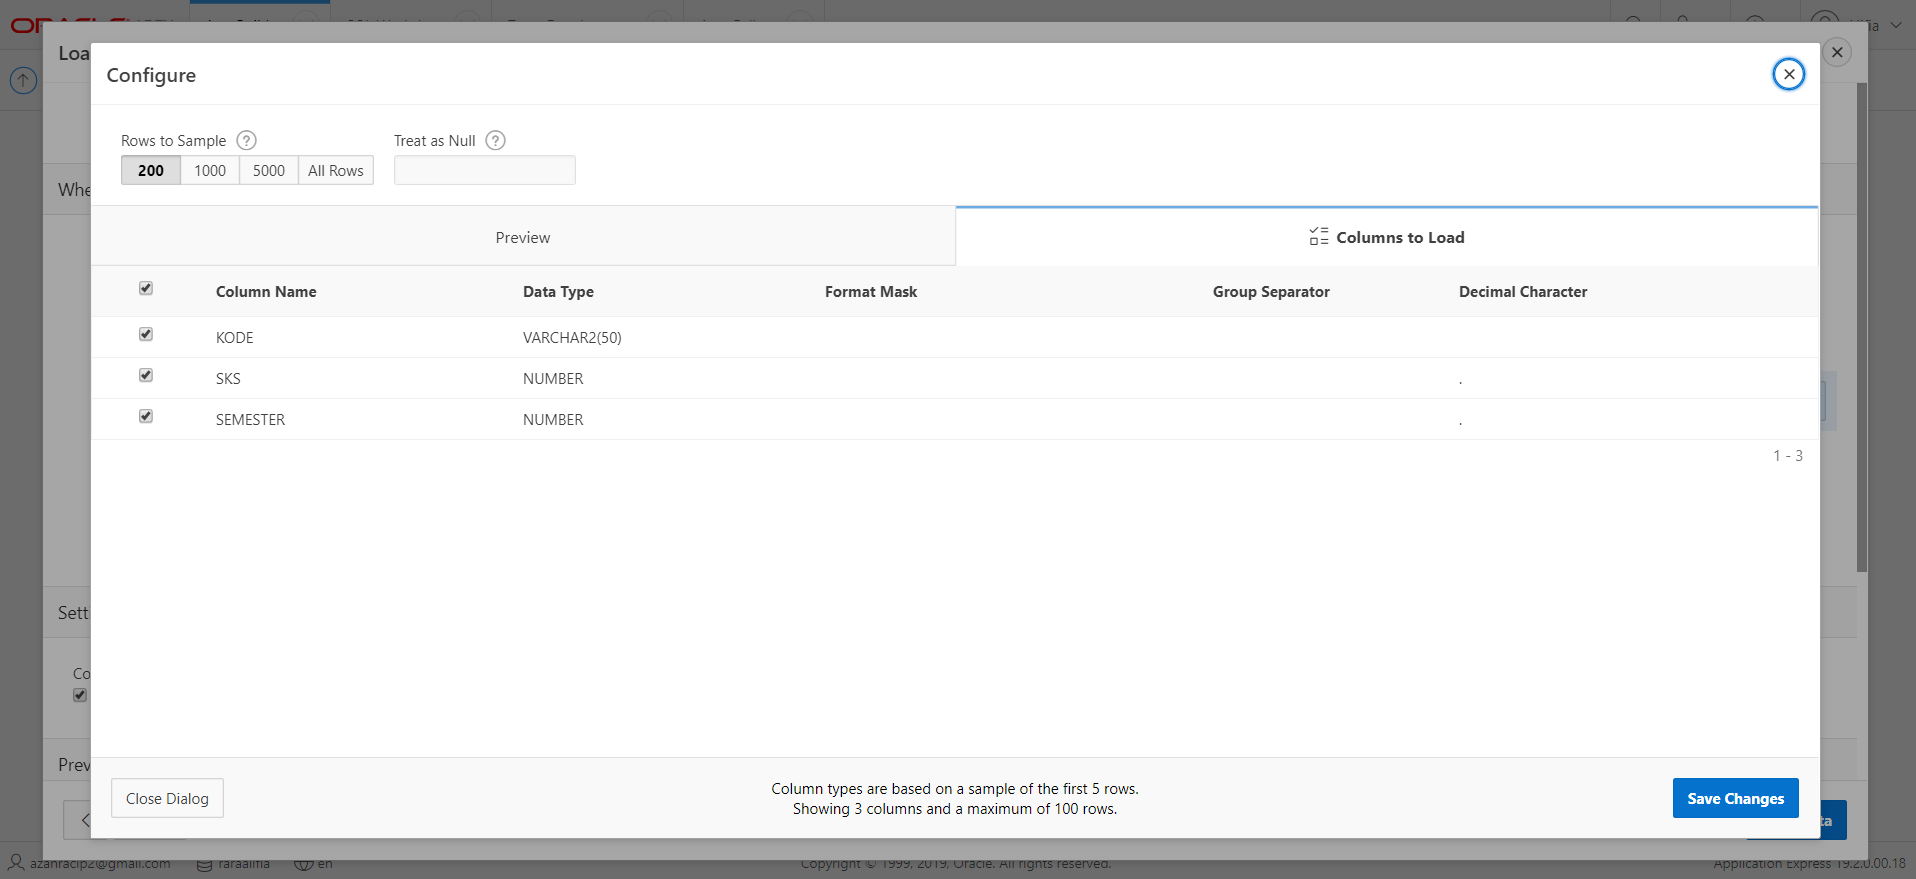 Loa
Configure
Rows to Sample ? Treat as Null ?
200 1000 5000 All Rows
Whe
Preview Columns to Load
Column Name Data Type Format Mask Group Separator Decimal Character
KODE VARCHAR2(50)
SKS NUMBER .
SEMESTER NUMBER .
1 - 3
Sett
Co
Prev
Column types are based on a sample of the first 5 rows.
Close Dialog Save Changes
Showing 3 columns and a maximum of 100 rows.
ta
azahracip2@gmail.com raraalifia en Copyright © 1999, 2019, Oracle. All rights reserved. Application Express 19.2.0.00.18